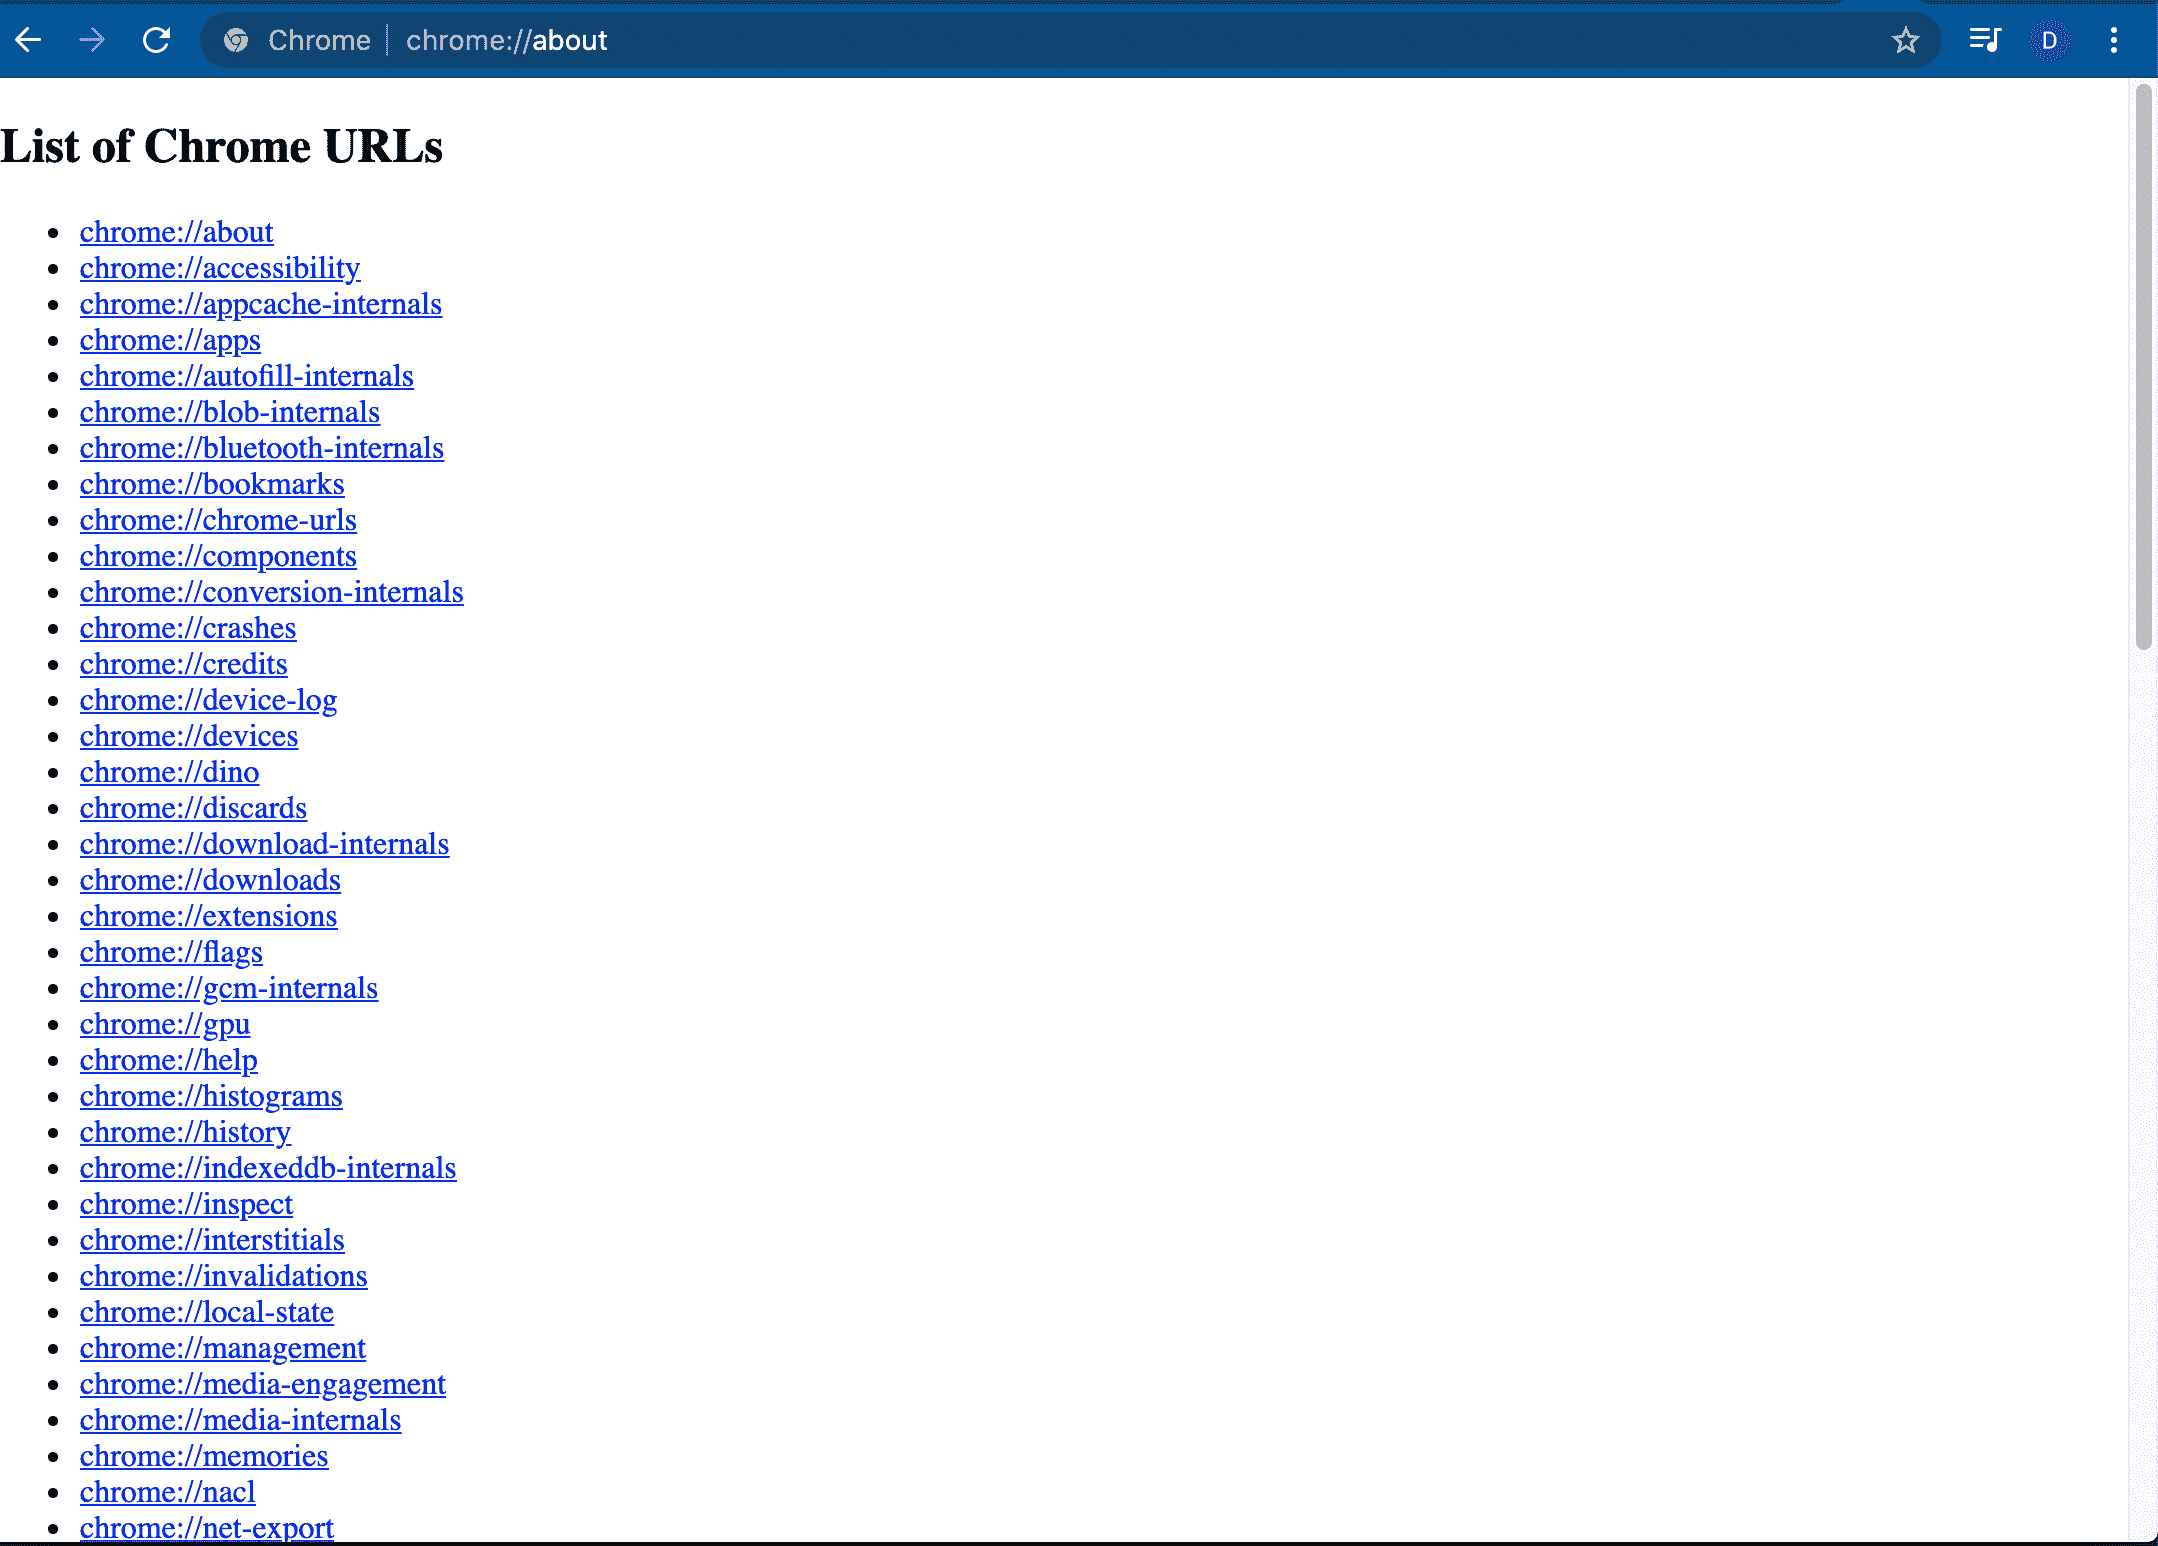 Chrome | chrome://about
D
List of Chrome URLs
• chrome://about
• chrome://accessibility
• chrome://appcache-internals
• chrome://apps
• chrome://autofill-internals
• chrome://blob-internals
• chrome://bluetooth-internals
• chrome://bookmarks
• chrome://chrome-urls
• chrome://components
• chrome://conversion-internals
• chrome://crashes
• chrome://credits
• chrome://device-log
• chrome://devices
• chrome://dino
• chrome://discards
• chrome://download-internals
• chrome://downloads
• chrome://extensions
• chrome://flags
• chrome://gcm-internals
• chrome://gpu
• chrome://help
• chrome://histograms
• chrome://history
• chrome://indexeddb-internals
• chrome://inspect
• chrome://interstitials
• chrome://invalidations
• chrome://local-state
• chrome://management
• chrome://media-engagement
• chrome://media-internals
• chrome://memories
• chrome://nacl
• chrome://net-export